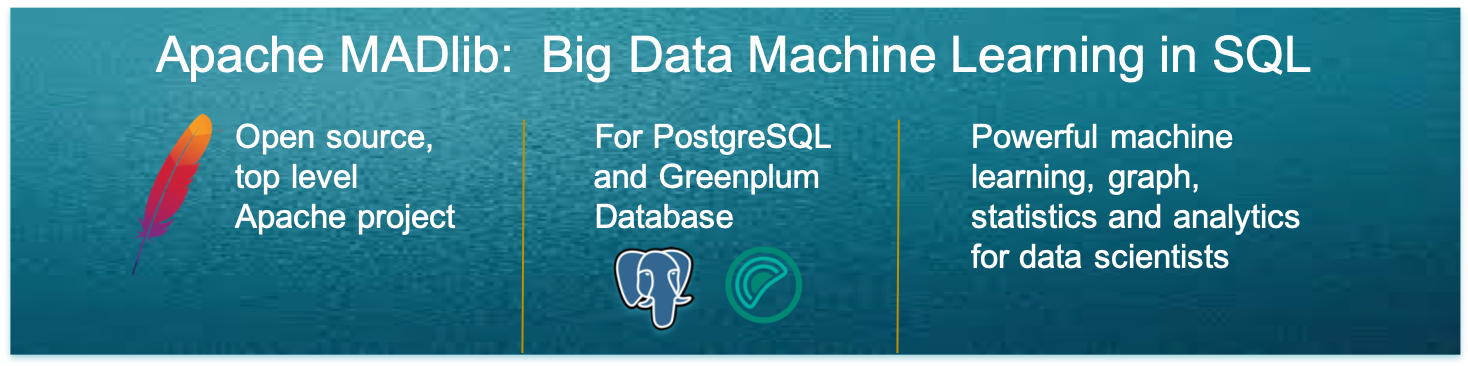 Apache MADlib:  Big Data Machine Learning in SQL
Open source,
top level
Apache project
For PostgreSQL
and Greenplum
Database
Powerful machine
learning, graph,
statistics and analytics
for data scientists